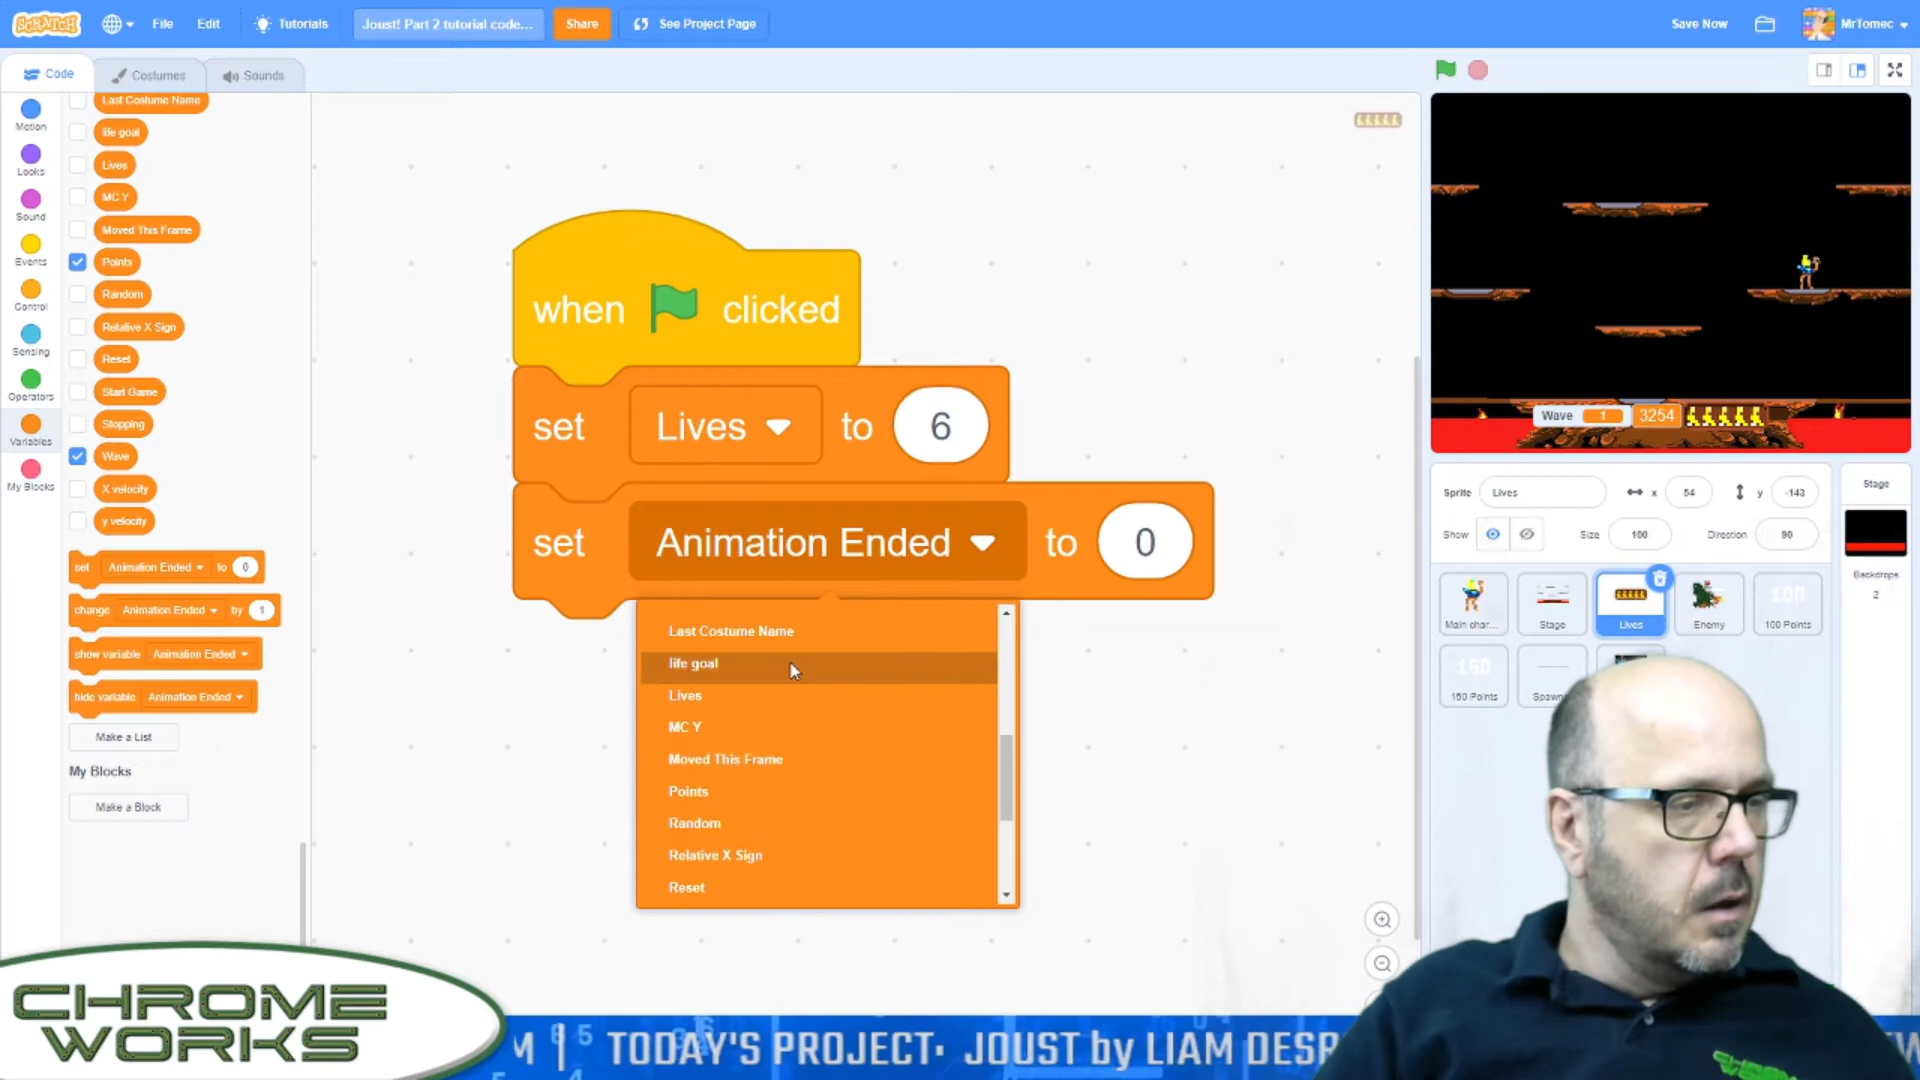 SCRATCH
File
Edit
Tutorials
Joust! Part 2 tutorial code...
Share
See Project Page
Save Now
MrTomec
Code
Costumes
Sounds
Motion
Looks
Sound
Events
Control
Sensing
Operators
Variables
My Blocks
Last Costume Name
life goal
Lives
MC Y
Moved This Frame
Points
Random
Relative X Sign
Reset
Start Game
Stopping
Wave
X velocity
y velocity
set Animation Ended to 0
change Animation Ended by 1
show variable Animation Ended
hide variable Animation Ended
Make a List
My Blocks
Make a Block
when clicked
set Lives to 6
set Animation Ended to 0
Last Costume Name
life goal
Lives
MC Y
Moved This Frame
Points
Random
Relative X Sign
Reset
Wave 1 3254
Sprite Lives x 54 y -143
Show Size 100 Direction 90
Stage
Backdrops
2
Main char...
Stage
Lives
Enemy
100
100 Points
150
150 Points
Spawn
CHROME
WORKS
M | TODAY'S PROJECT: JOUST by LIAM DESP